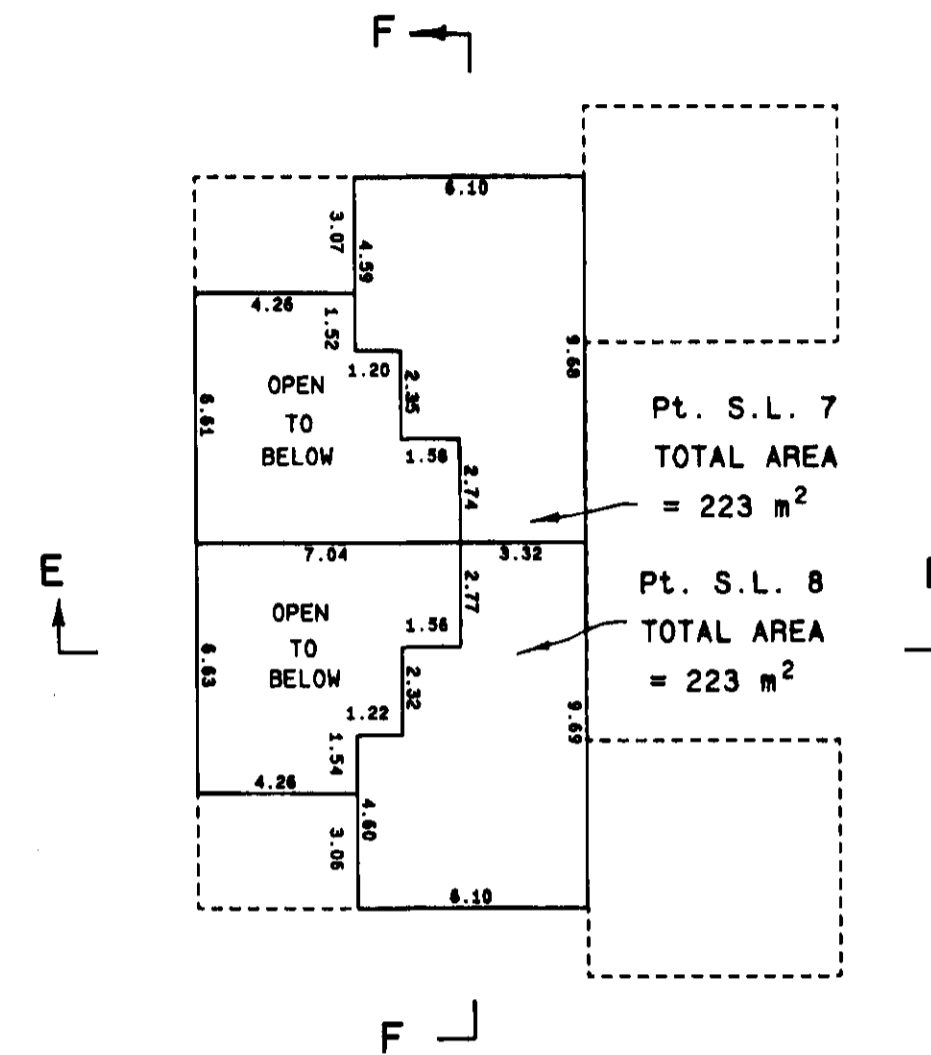 F
6.10
3.07
4.59
4.26
1.52
1.20
9.68
2.35
OPEN
TO
BELOW
6.61
Pt. S.L. 7
TOTAL AREA
= 223 m²
1.58
2.74
7.04
3.32
E
OPEN
TO
BELOW
2.77
1.56
Pt. S.L. 8
TOTAL AREA
= 223 m²
6.63
2.32
1.22
9.69
1.54
4.26
4.60
3.06
6.10
F